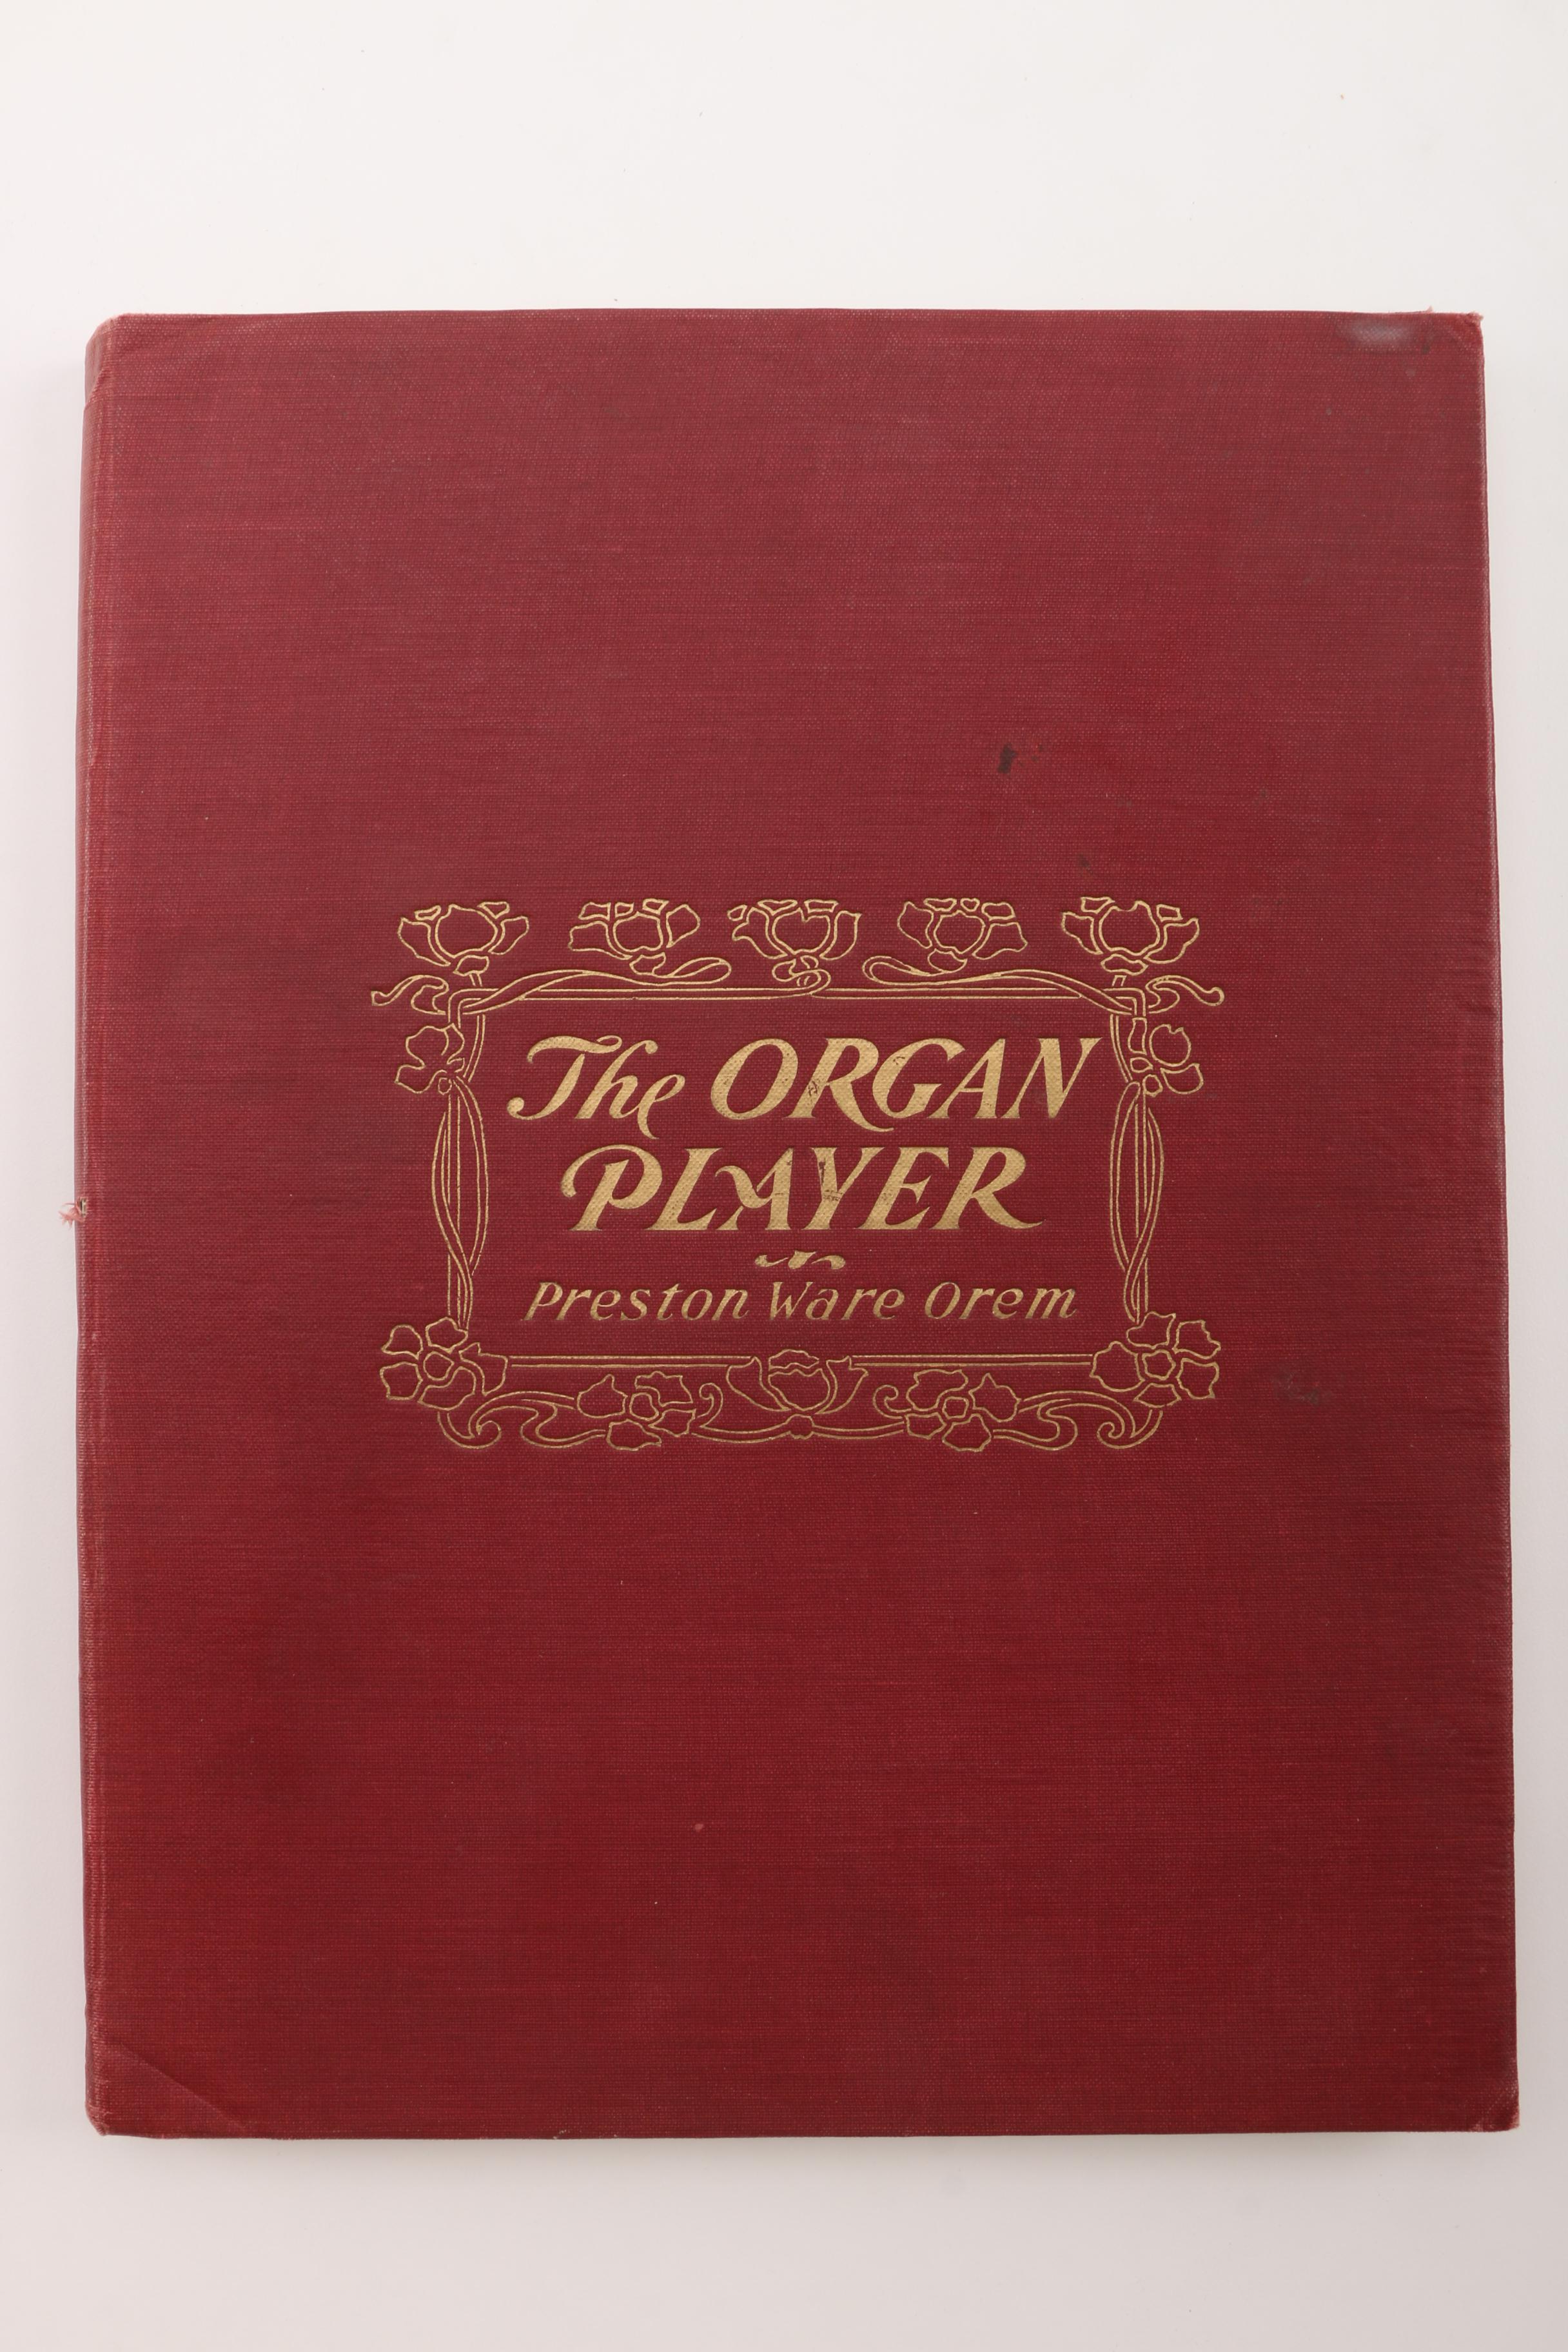 The ORGAN
PLAYER
Preston Ware Orem